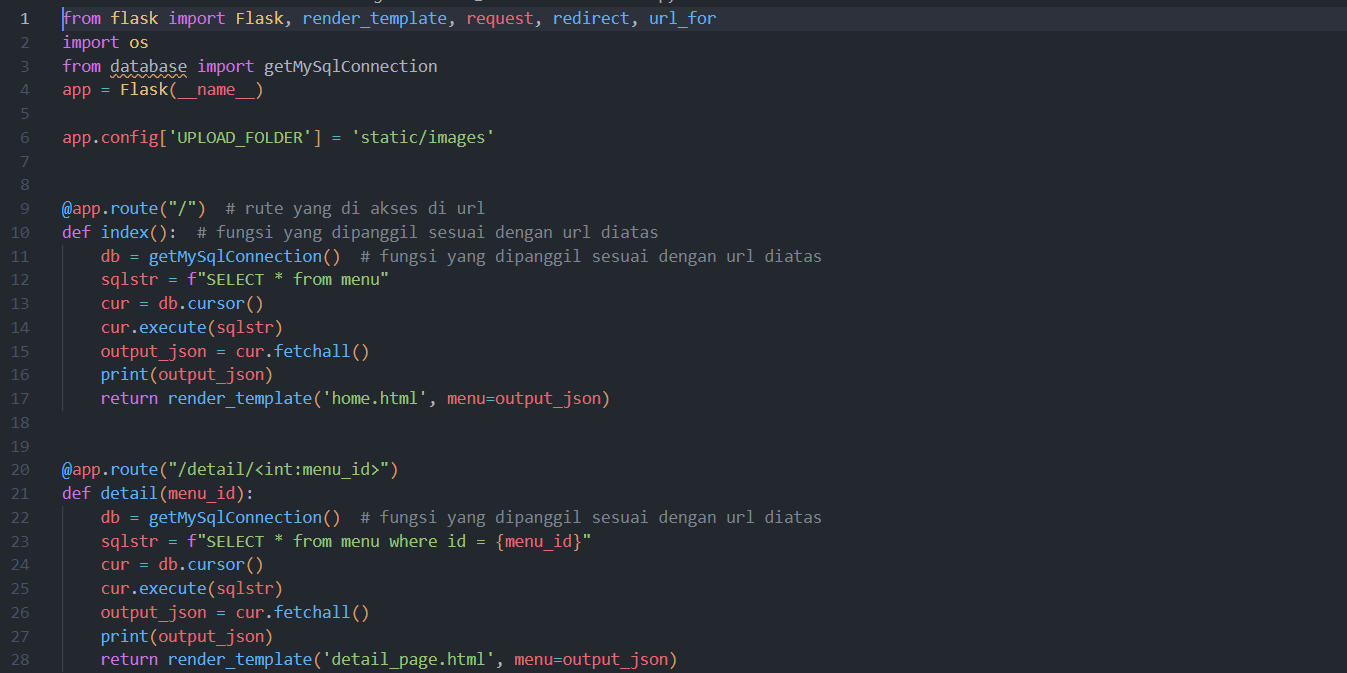 1 from flask import Flask, render_template, request, redirect, url_for
2 import os
3 from database import getMySqlConnection
4 app = Flask(__name__)
5
6 app.config['UPLOAD_FOLDER'] = 'static/images'
7
8
9 @app.route("/")  # rute yang di akses di url
10 def index():  # fungsi yang dipanggil sesuai dengan url diatas
11     db = getMySqlConnection()  # fungsi yang dipanggil sesuai dengan url diatas
12     sqlstr = f"SELECT * from menu"
13     cur = db.cursor()
14     cur.execute(sqlstr)
15     output_json = cur.fetchall()
16     print(output_json)
17     return render_template('home.html', menu=output_json)
18
19
20 @app.route("/detail/<int:menu_id>")
21 def detail(menu_id):
22     db = getMySqlConnection()  # fungsi yang dipanggil sesuai dengan url diatas
23     sqlstr = f"SELECT * from menu where id = {menu_id}"
24     cur = db.cursor()
25     cur.execute(sqlstr)
26     output_json = cur.fetchall()
27     print(output_json)
28     return render_template('detail_page.html', menu=output_json)